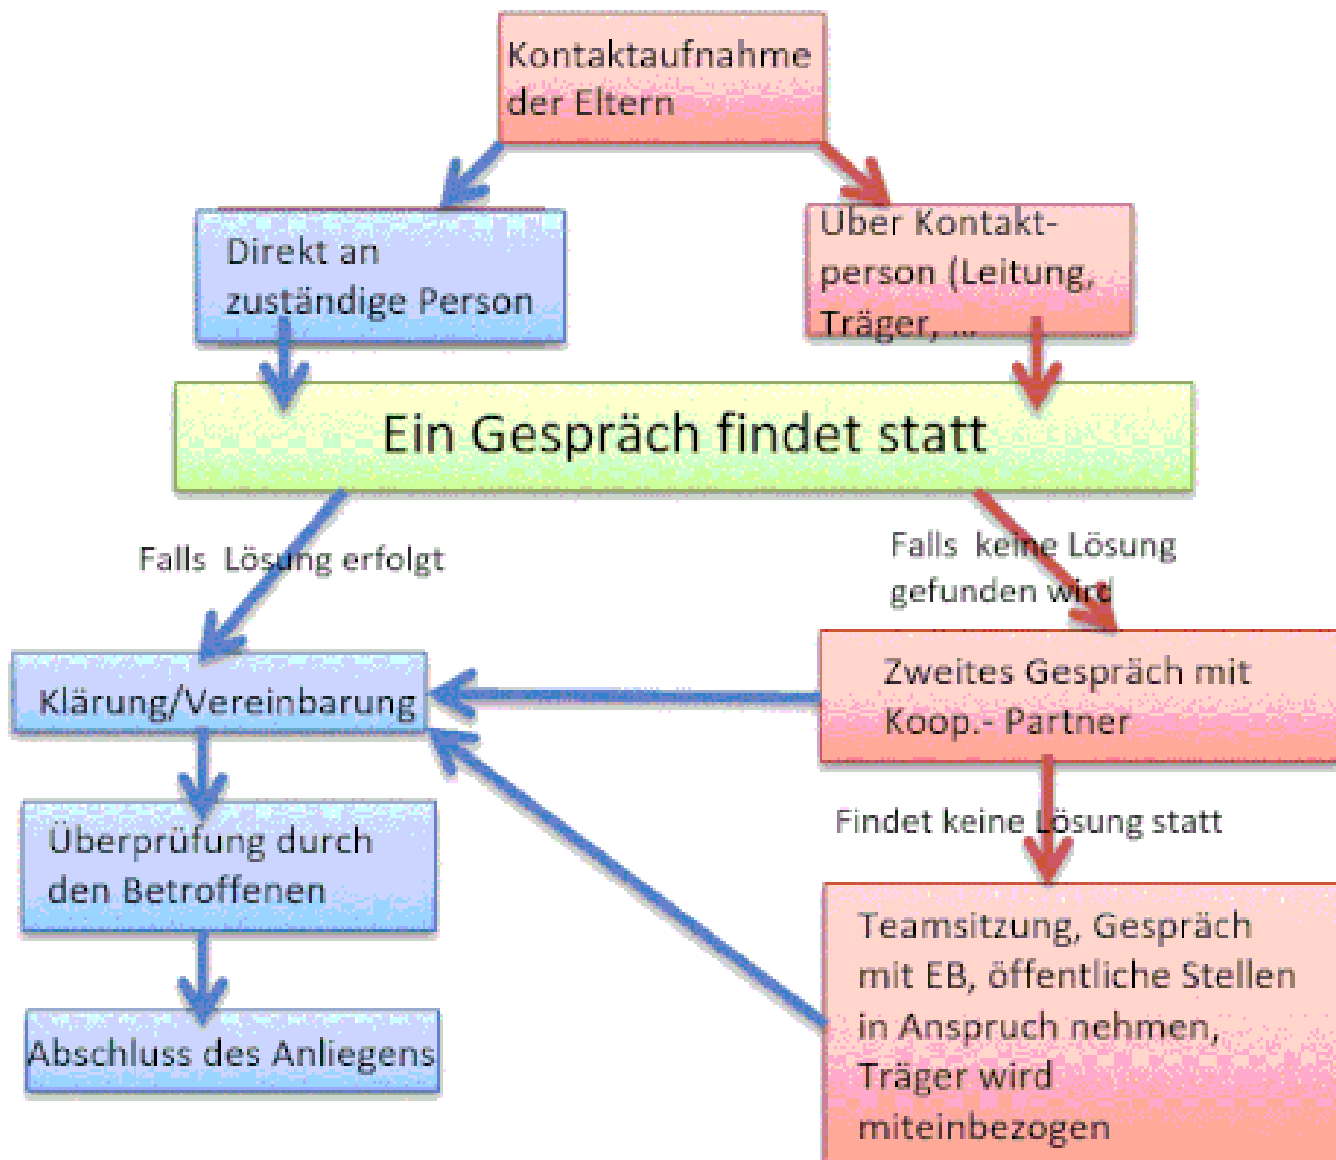 Kontaktaufnahme
der Eltern
Direkt an
zuständige Person
Über Kontakt-
person (Leitung,
Träger, ...
Ein Gespräch findet statt
Falls Lösung erfolgt
Falls keine Lösung
gefunden wird
Klärung/Vereinbarung
Zweites Gespräch mit
Koop.- Partner
Überprüfung durch
den Betroffenen
Findet keine Lösung statt
Abschluss des Anliegens
Teamsitzung, Gespräch
mit EB, öffentliche Stellen
in Anspruch nehmen,
Träger wird
miteinbezogen